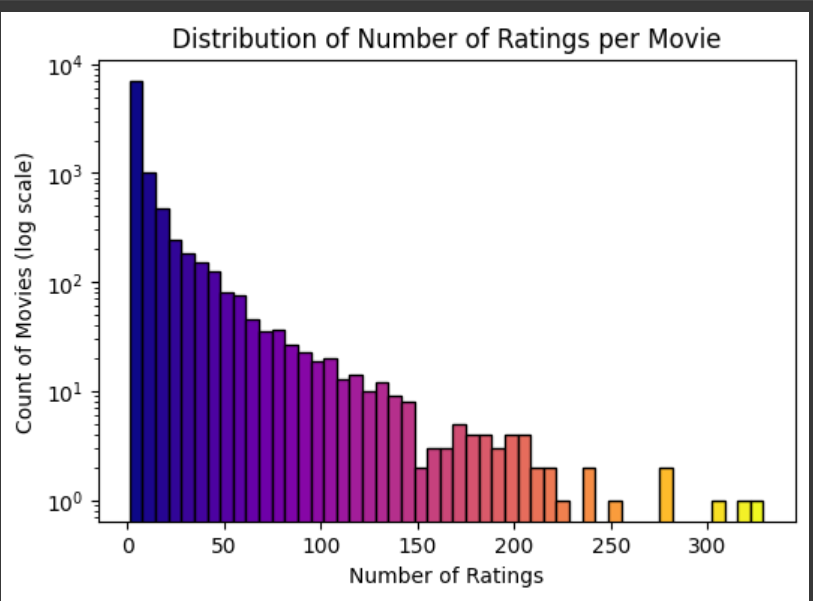 Distribution of Number of Ratings per Movie
10⁴
10³
10²
10¹
10⁰
Count of Movies (log scale)
0 50 100 150 200 250 300
Number of Ratings